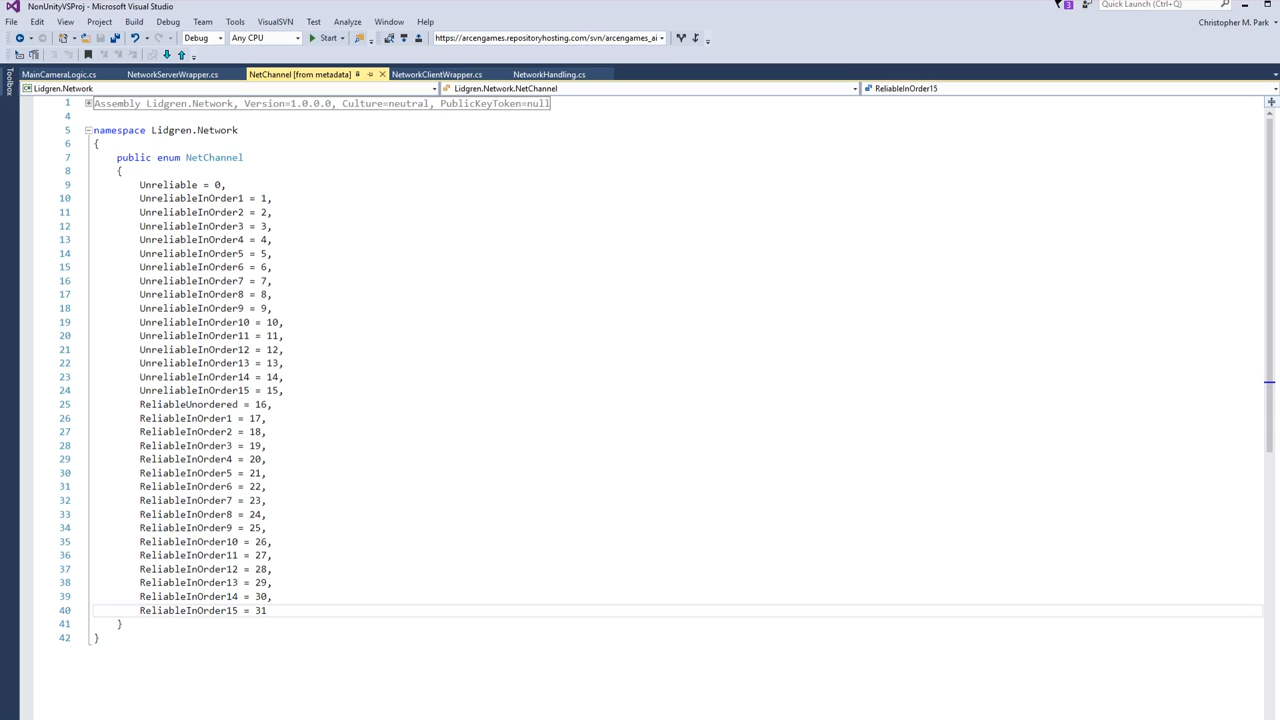 NonUnityVSProj - Microsoft Visual Studio
3
Quick Launch (Ctrl+Q)
File Edit View Project Build Debug Team Tools VisualSVN Test Analyze Window Help
Christopher M. Park
Debug Any CPU Start https://arcengames.repositoryhosting.com/svn/arcengames_ai
Toolbox
MainCameraLogic.cs NetworkServerWrapper.cs NetChannel [from metadata] NetworkClientWrapper.cs NetworkHandling.cs
Lidgren.Network Lidgren.Network.NetChannel ReliableInOrder15
1 Assembly Lidgren.Network, Version=1.0.0.0, Culture=neutral, PublicKeyToken=null
4
5 namespace Lidgren.Network
6 {
7 public enum NetChannel
8 {
9 Unreliable = 0,
10 UnreliableInOrder1 = 1,
11 UnreliableInOrder2 = 2,
12 UnreliableInOrder3 = 3,
13 UnreliableInOrder4 = 4,
14 UnreliableInOrder5 = 5,
15 UnreliableInOrder6 = 6,
16 UnreliableInOrder7 = 7,
17 UnreliableInOrder8 = 8,
18 UnreliableInOrder9 = 9,
19 UnreliableInOrder10 = 10,
20 UnreliableInOrder11 = 11,
21 UnreliableInOrder12 = 12,
22 UnreliableInOrder13 = 13,
23 UnreliableInOrder14 = 14,
24 UnreliableInOrder15 = 15,
25 ReliableUnordered = 16,
26 ReliableInOrder1 = 17,
27 ReliableInOrder2 = 18,
28 ReliableInOrder3 = 19,
29 ReliableInOrder4 = 20,
30 ReliableInOrder5 = 21,
31 ReliableInOrder6 = 22,
32 ReliableInOrder7 = 23,
33 ReliableInOrder8 = 24,
34 ReliableInOrder9 = 25,
35 ReliableInOrder10 = 26,
36 ReliableInOrder11 = 27,
37 ReliableInOrder12 = 28,
38 ReliableInOrder13 = 29,
39 ReliableInOrder14 = 30,
40 ReliableInOrder15 = 31
41 }
42 }